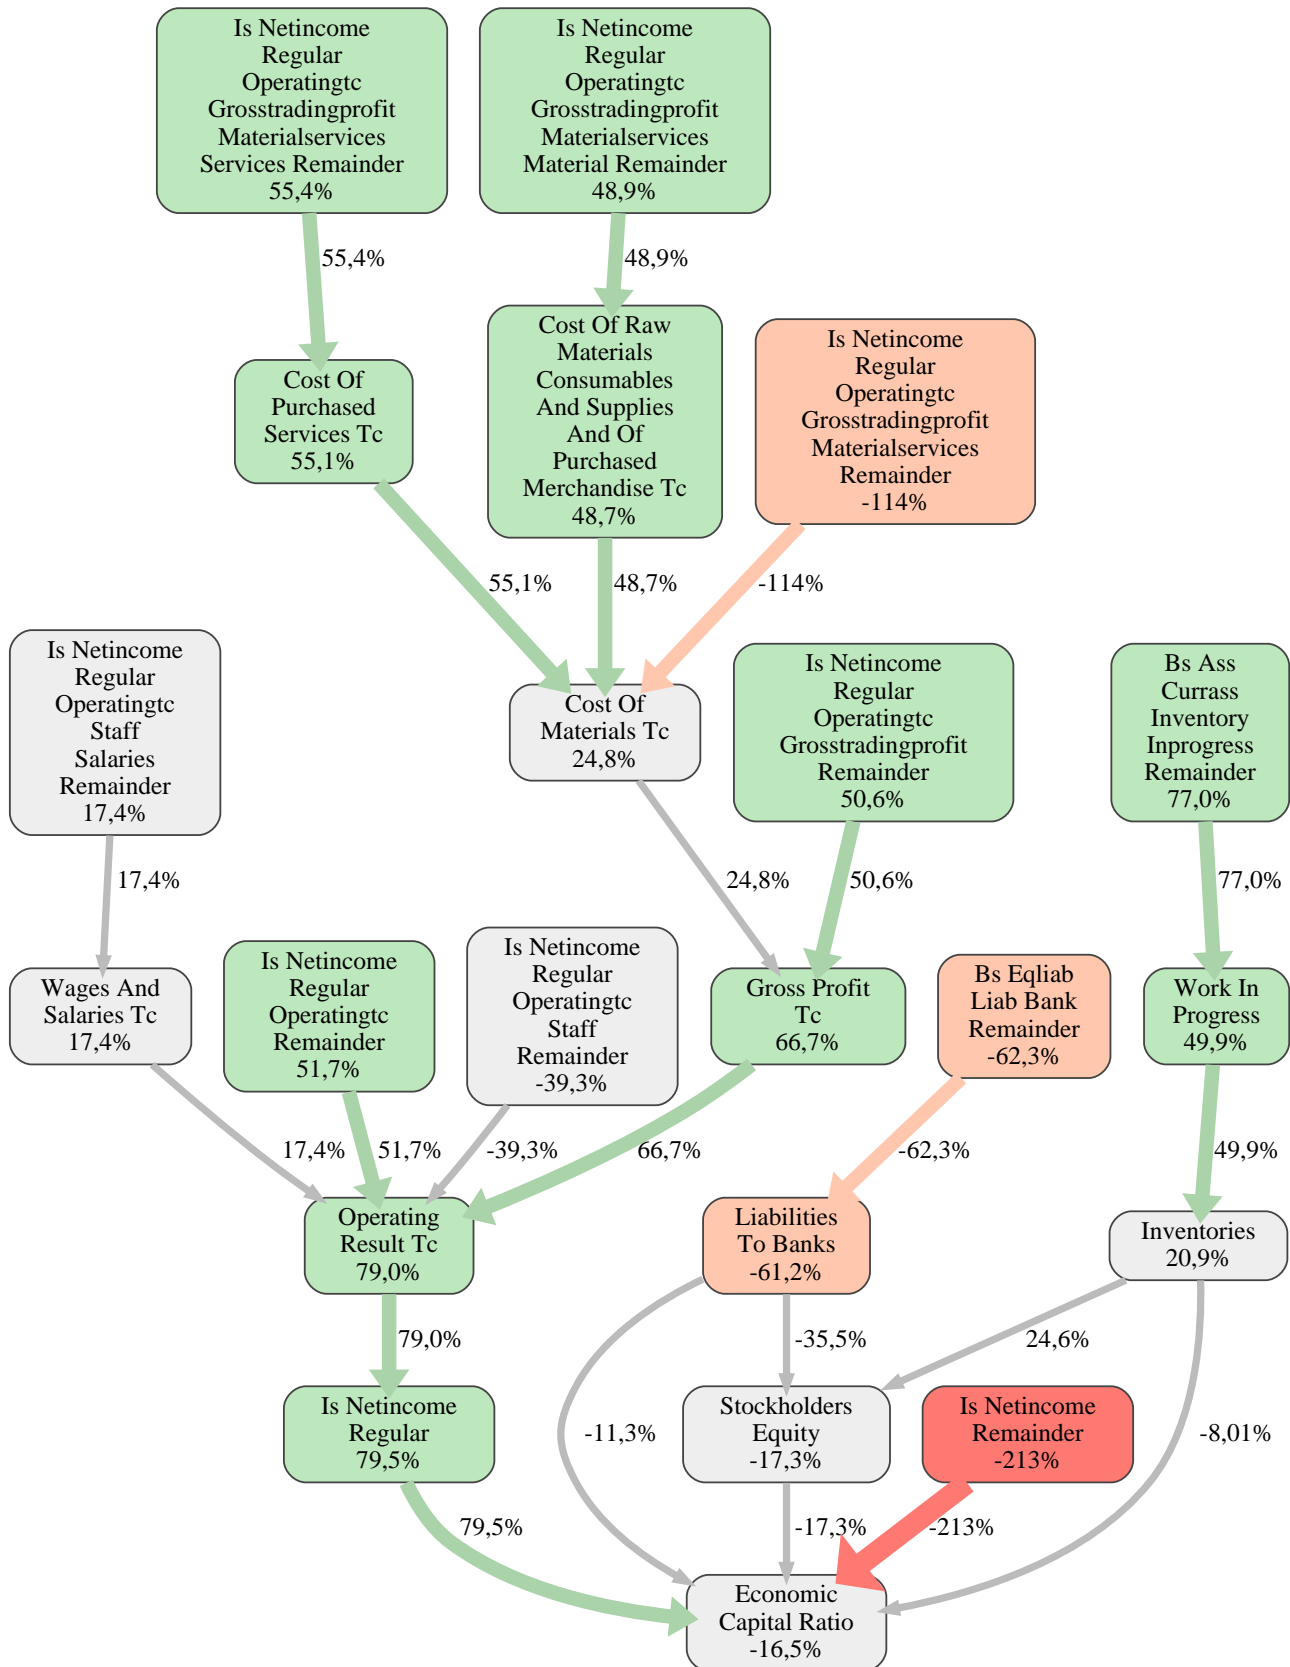 Is Netincome
Regular
Operatingtc
Grosstradingprofit
Materialservices
Services Remainder
55,4%
Is Netincome
Regular
Operatingtc
Grosstradingprofit
Materialservices
Material Remainder
48,9%
55,4%
48,9%
Cost Of
Purchased
Services Tc
55,1%
Cost Of Raw
Materials
Consumables
And Supplies
And Of
Purchased
Merchandise Tc
48,7%
Is Netincome
Regular
Operatingtc
Grosstradingprofit
Materialservices
Remainder
-114%
55,1%
48,7%
-114%
Is Netincome
Regular
Operatingtc
Staff
Salaries
Remainder
17,4%
Cost Of
Materials Tc
24,8%
Is Netincome
Regular
Operatingtc
Grosstradingprofit
Remainder
50,6%
Bs Ass
Currass
Inventory
Inprogress
Remainder
77,0%
17,4%
24,8%
50,6%
77,0%
Wages And
Salaries Tc
17,4%
Is Netincome
Regular
Operatingtc
Remainder
51,7%
Is Netincome
Regular
Operatingtc
Staff
Remainder
-39,3%
Gross Profit
Tc
66,7%
Bs Eqliab
Liab Bank
Remainder
-62,3%
Work In
Progress
49,9%
17,4%
51,7%
-39,3%
66,7%
-62,3%
49,9%
Operating
Result Tc
79,0%
Liabilities
To Banks
-61,2%
Inventories
20,9%
79,0%
-35,5%
24,6%
Is Netincome
Regular
79,5%
-11,3%
Stockholders
Equity
-17,3%
Is Netincome
Remainder
-213%
-8,01%
79,5%
-17,3%
-213%
Economic
Capital Ratio
-16,5%